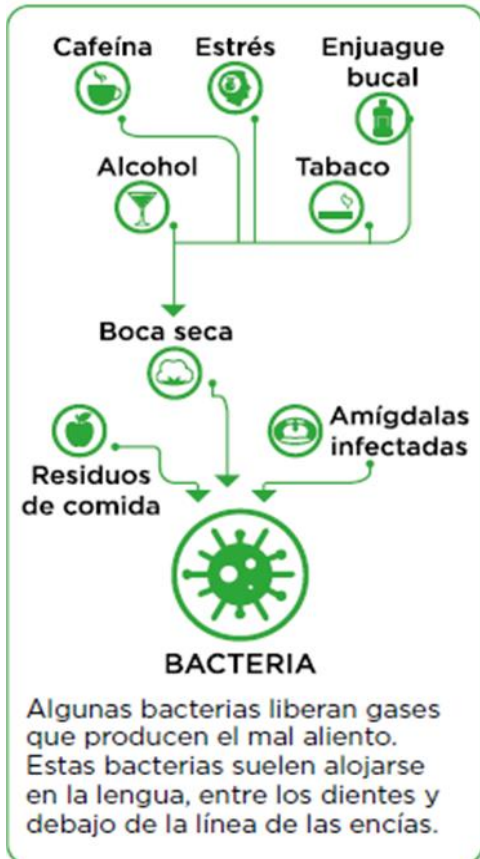 Cafeína
Estrés
Enjuague
bucal
Alcohol
Tabaco
Boca seca
Amígdalas
infectadas
Residuos
de comida
BACTERIA
Algunas bacterias liberan gases
que producen el mal aliento.
Estas bacterias suelen alojarse
en la lengua, entre los dientes y
debajo de la línea de las encías.